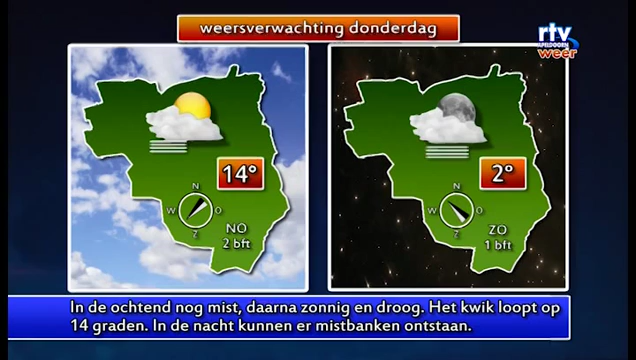 weersverwachting donderdag
rtv
APELDOORN
weer
14°
N
W O
Z
NO
2 bft
2°
N
W O
Z
ZO
1 bft
In de ochtend nog mist, daarna zonnig en droog. Het kwik loopt op
14 graden. In de nacht kunnen er mistbanken ontstaan.